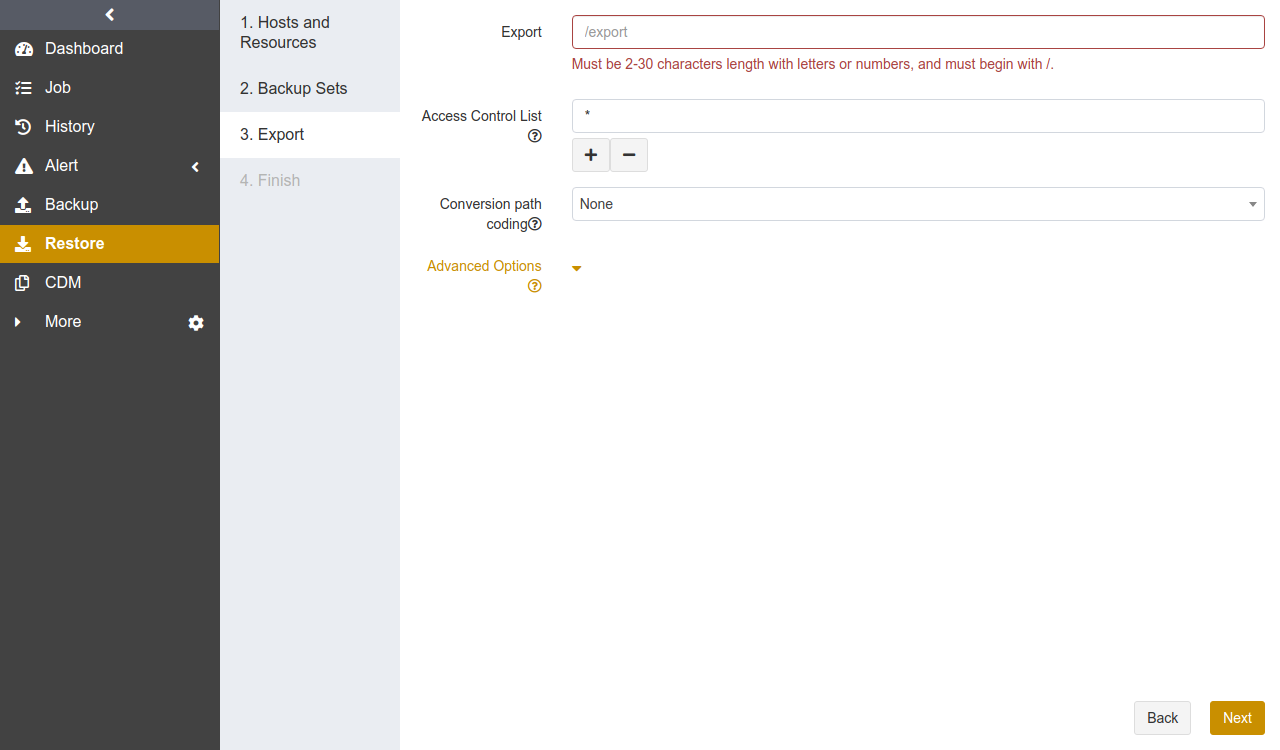 Dashboard
Job
History
Alert
Backup
Restore
CDM
More
1. Hosts and
Resources
2. Backup Sets
3. Export
4. Finish
Export
/export
Must be 2-30 characters length with letters or numbers, and must begin with /.
Access Control List
*
Conversion path
coding
None
Advanced Options
Back
Next